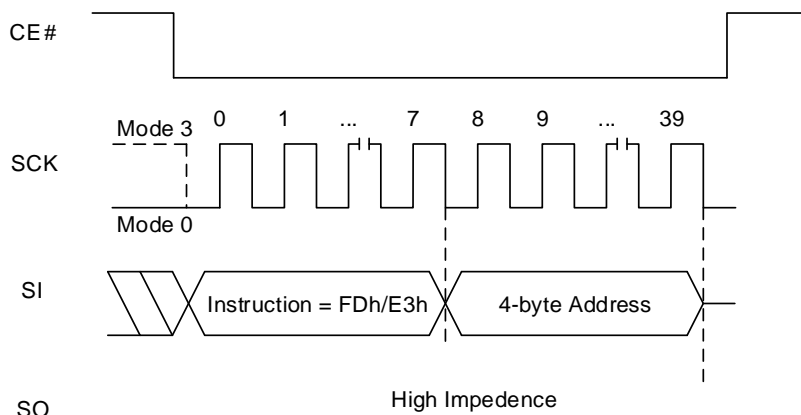 CE#
0 1 ... 7 8 9 ... 39
Mode 3
SCK
Mode 0
SI
Instruction = FDh/E3h
4-byte Address
High Impedence
SO